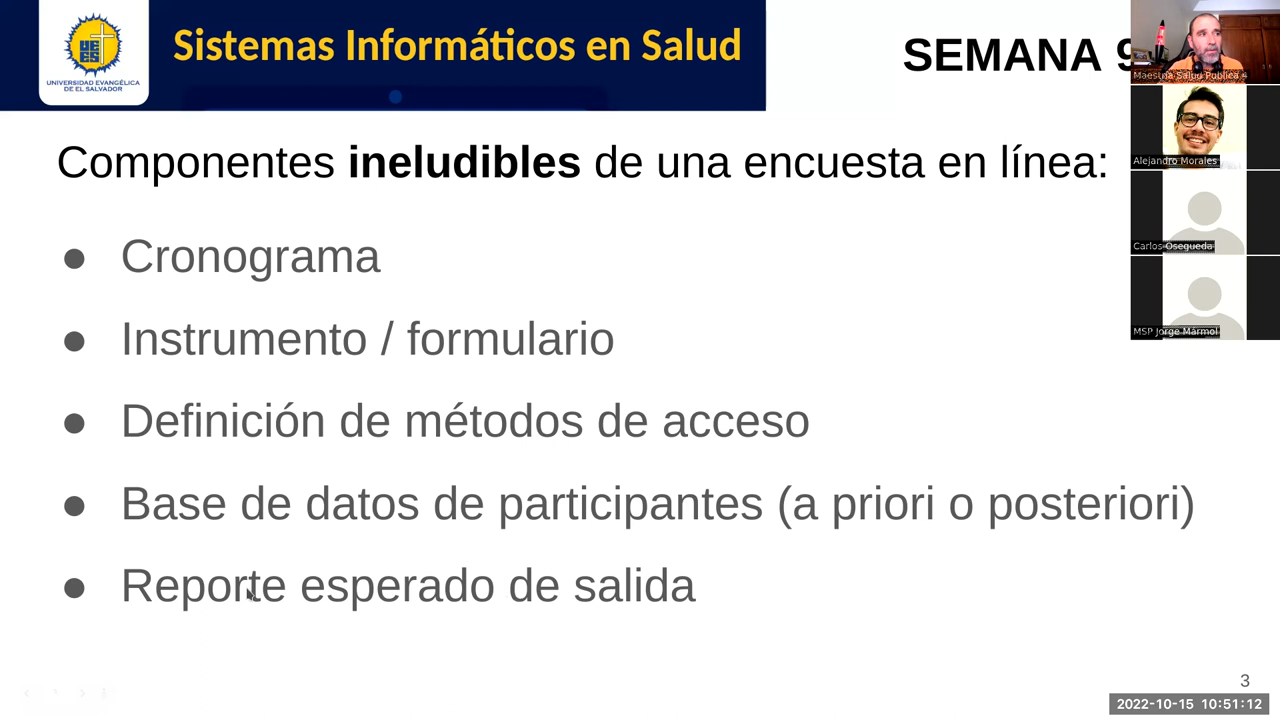 UNIVERSIDAD EVANGÉLICA
DE EL SALVADOR
Sistemas Informáticos en Salud
SEMANA 9
Maestría Salud Publica 4
Alejandro Morales
Carlos Osegueda
MSP Jorge Mármol
Componentes ineludibles de una encuesta en línea:
● Cronograma
● Instrumento / formulario
● Definición de métodos de acceso
● Base de datos de participantes (a priori o posteriori)
● Reporte esperado de salida
3
2022-10-15 10:51:12